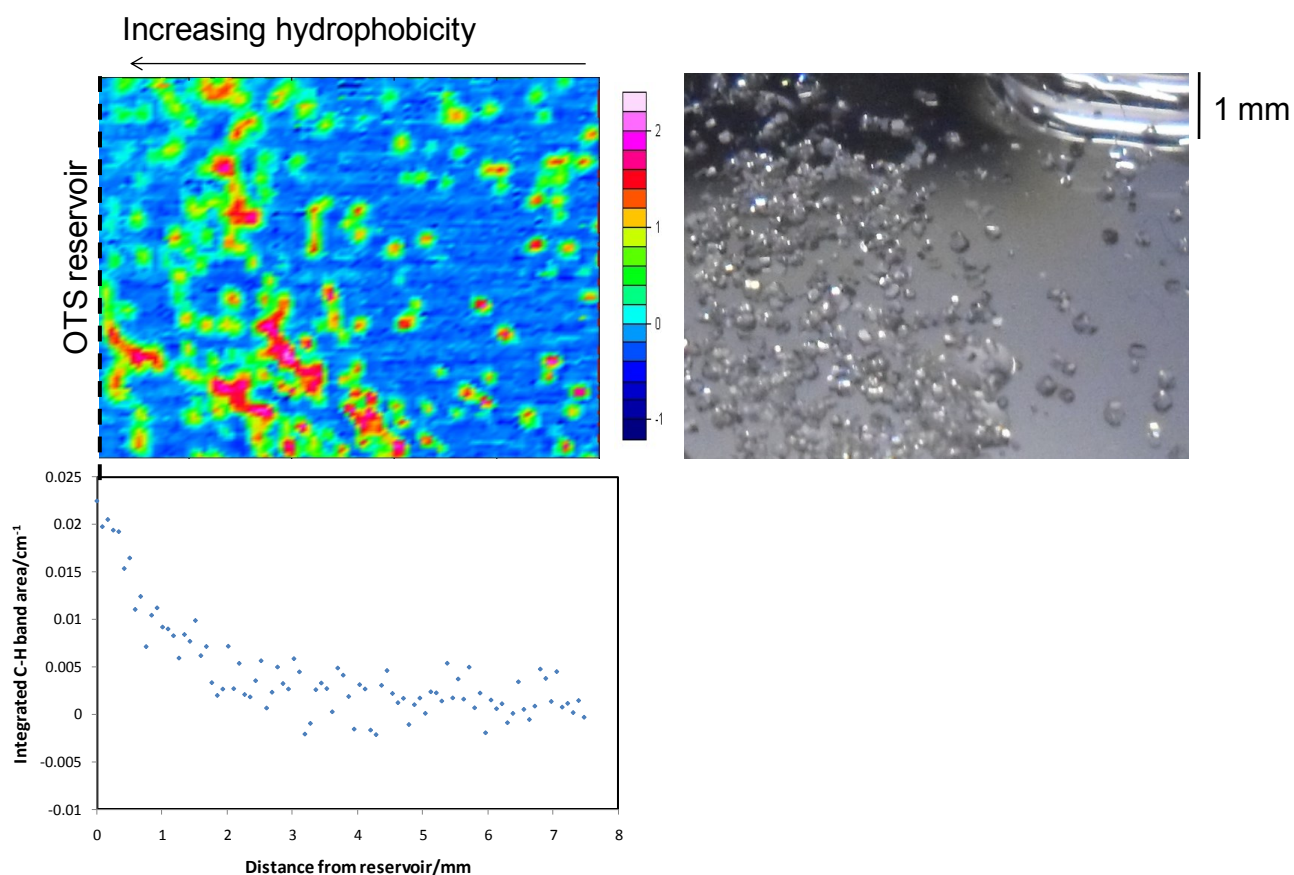 Increasing hydrophobicity
OTS reservoir
2
1
0
-1
1 mm
0.025
0.02
0.015
0.01
0.005
0
-0.005
-0.01
Integrated C-H band area/cm⁻¹
0 1 2 3 4 5 6 7 8
Distance from reservoir/mm